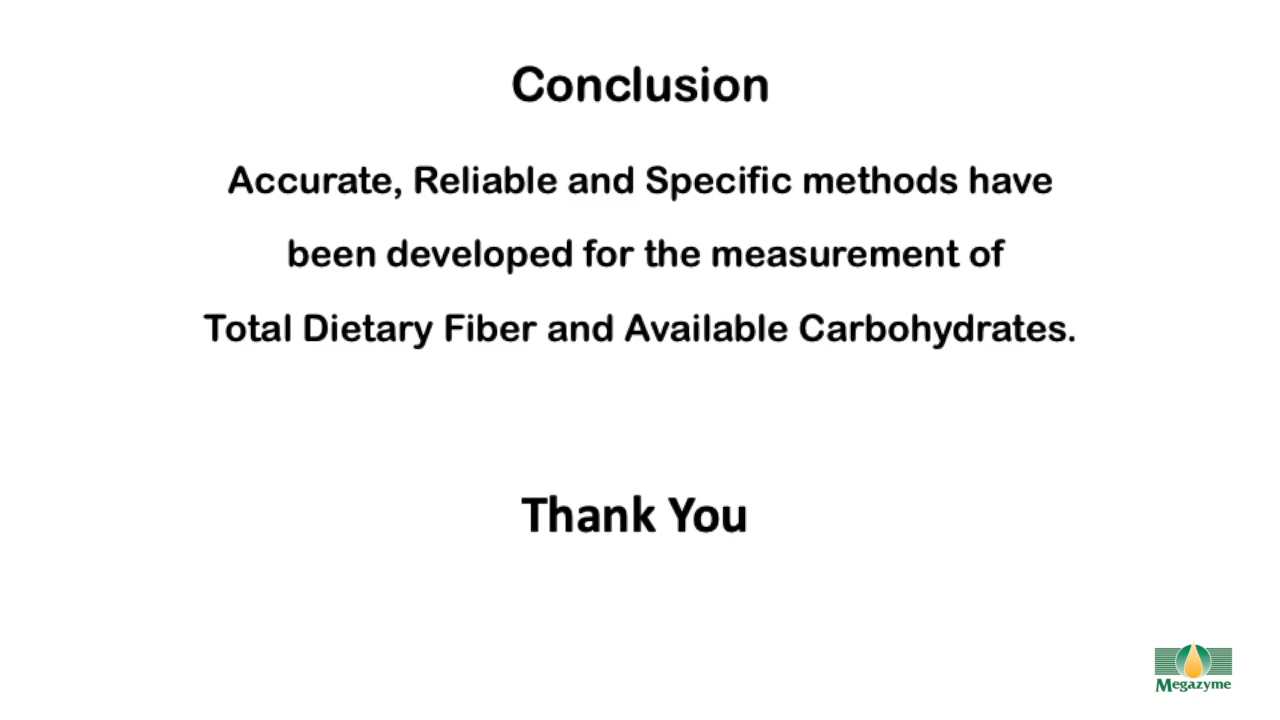 Conclusion
Accurate, Reliable and Specific methods have
been developed for the measurement of
Total Dietary Fiber and Available Carbohydrates.
Thank You
Megazyme